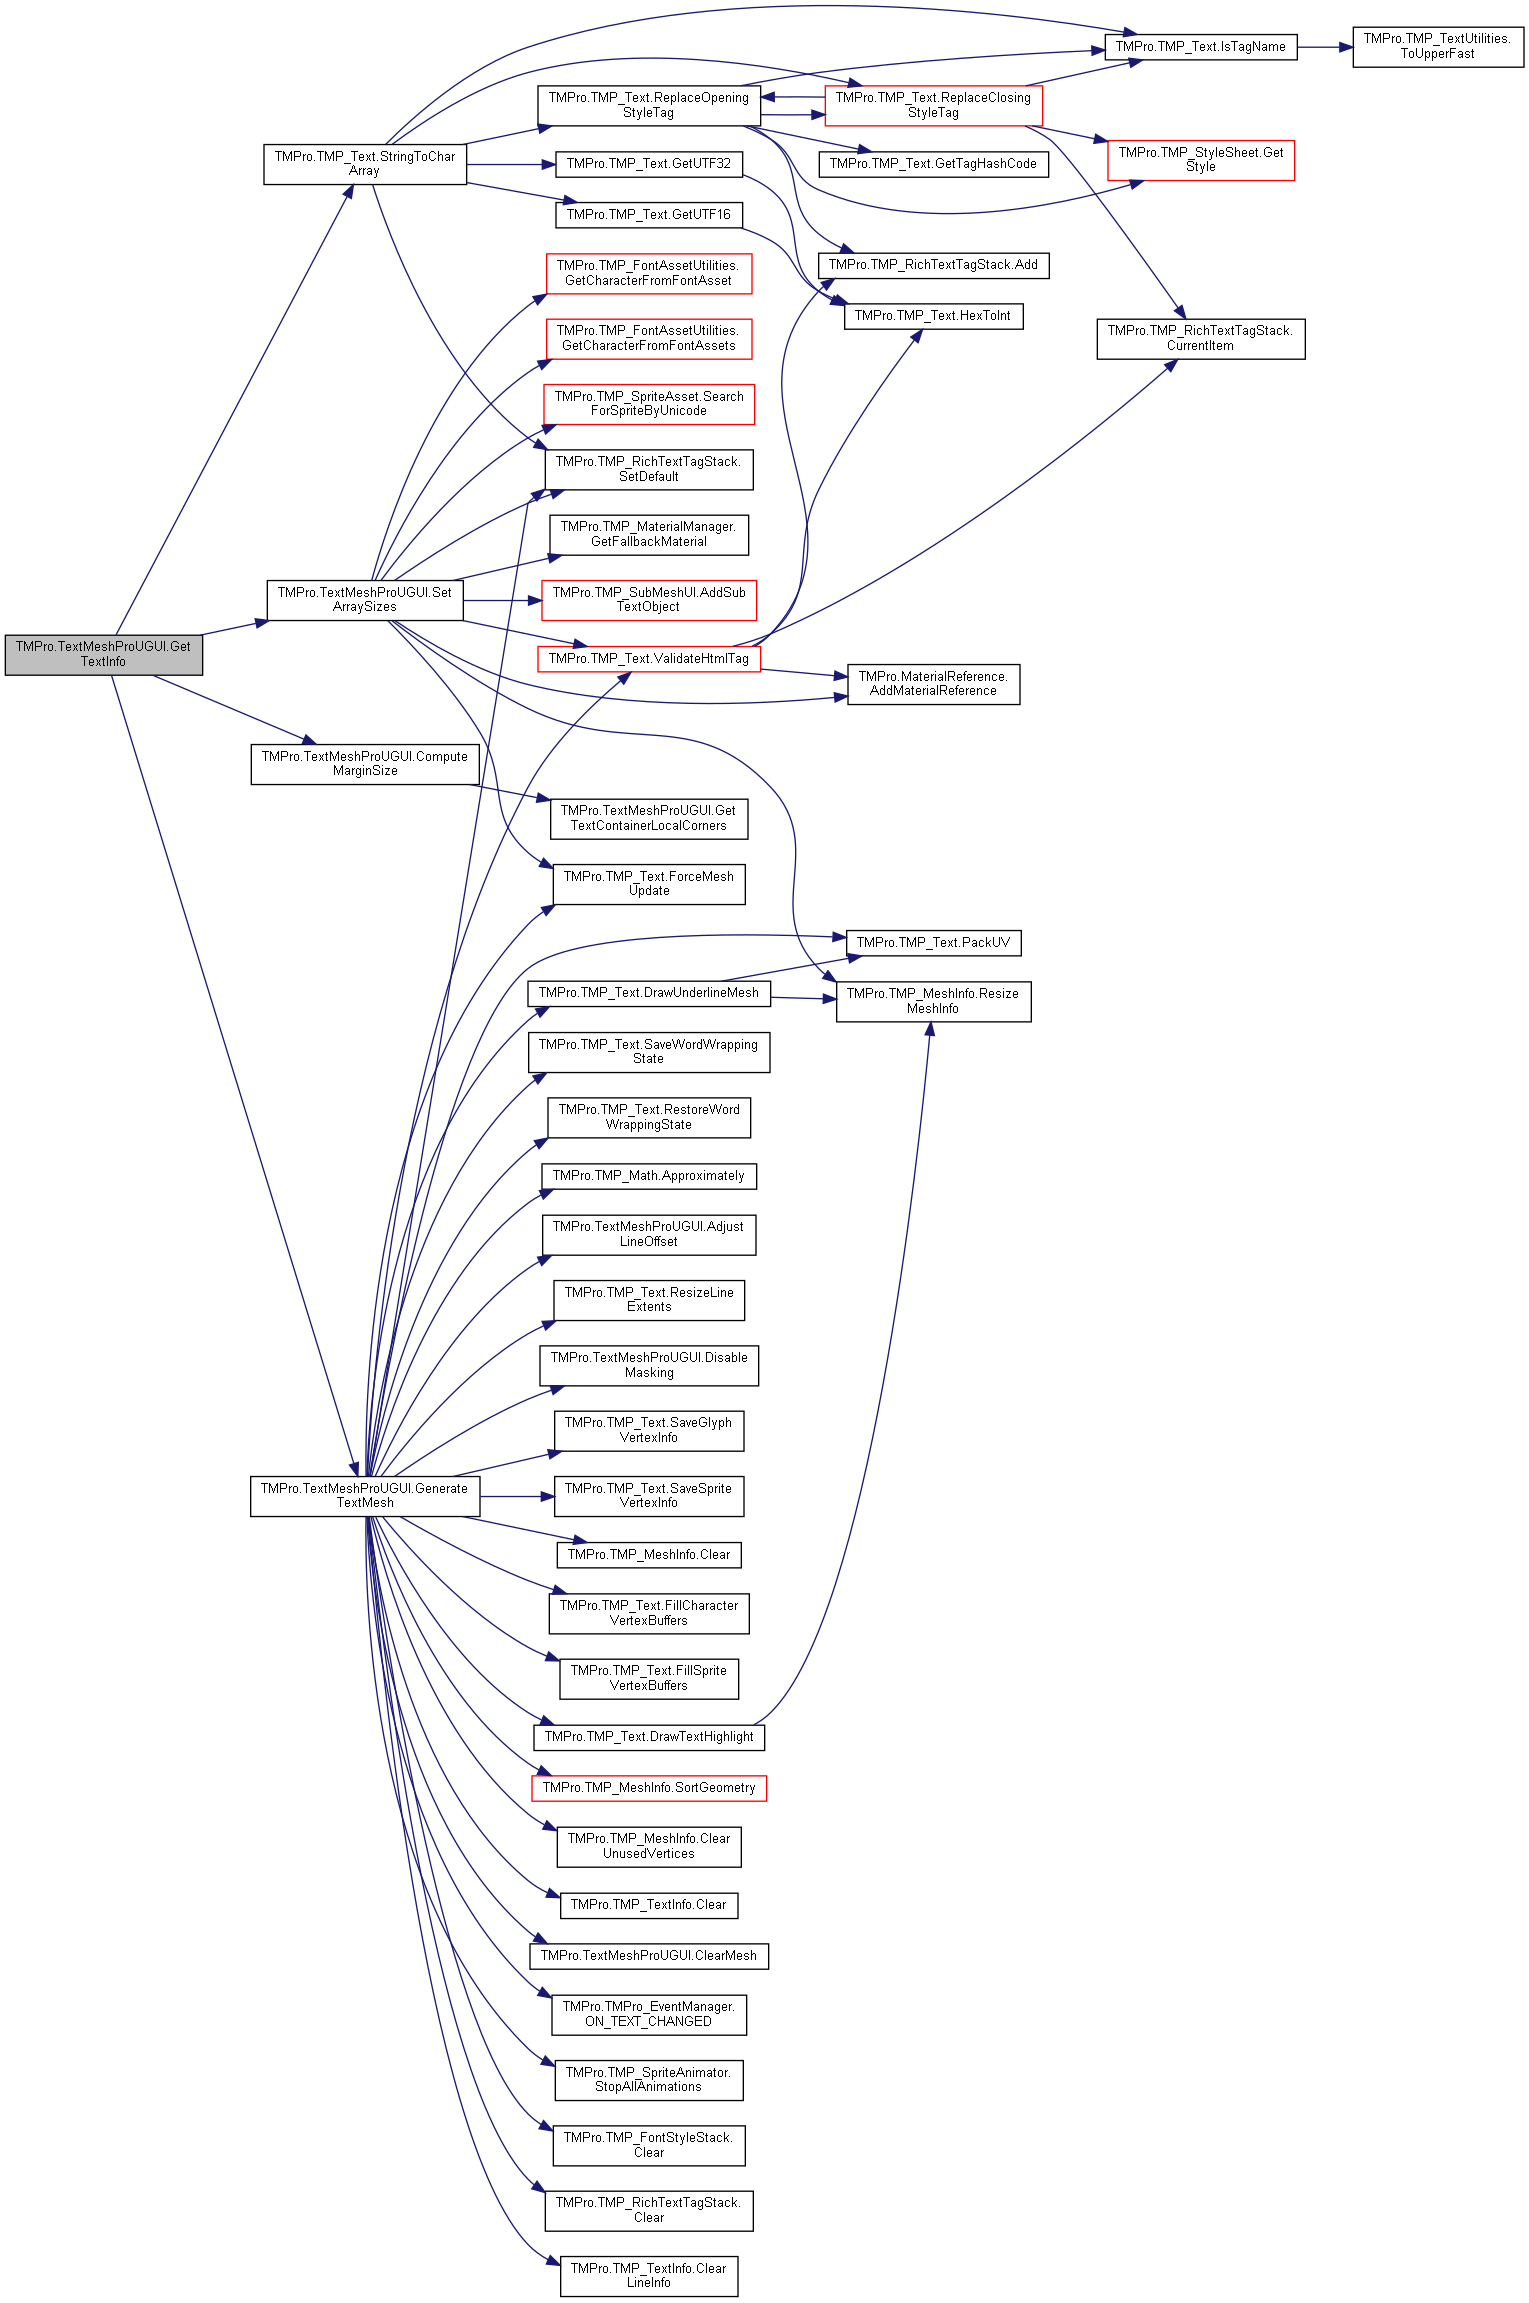 TMPro.TMP_TextUtilities.
ToUpperFast
TMPro.TMP_Text.IsTagName
TMPro.TMP_Text.ReplaceOpening
StyleTag
TMPro.TMP_Text.ReplaceClosing
StyleTag
TMPro.TMP_Text.StringToChar
Array
TMPro.TMP_Text.GetUTF32
TMPro.TMP_Text.GetTagHashCode
TMPro.TMP_StyleSheet.Get
Style
TMPro.TMP_Text.GetUTF16
TMPro.TMP_FontAssetUtilities.
GetCharacterFromFontAsset
TMPro.TMP_RichTextTagStack.Add
TMPro.TMP_Text.HexToInt
TMPro.TMP_FontAssetUtilities.
GetCharacterFromFontAssets
TMPro.TMP_RichTextTagStack.
CurrentItem
TMPro.TMP_SpriteAsset.Search
ForSpriteByUnicode
TMPro.TMP_RichTextTagStack.
SetDefault
TMPro.TMP_MaterialManager.
GetFallbackMaterial
TMPro.TextMeshProUGUI.Set
ArraySizes
TMPro.TMP_SubMeshUI.AddSub
TextObject
TMPro.TextMeshProUGUI.Get
TextInfo
TMPro.TMP_Text.ValidateHtmlTag
TMPro.MaterialReference.
AddMaterialReference
TMPro.TextMeshProUGUI.Compute
MarginSize
TMPro.TextMeshProUGUI.Get
TextContainerLocalCorners
TMPro.TMP_Text.ForceMesh
Update
TMPro.TMP_Text.PackUV
TMPro.TMP_Text.DrawUnderlineMesh
TMPro.TMP_MeshInfo.Resize
MeshInfo
TMPro.TMP_Text.SaveWordWrapping
State
TMPro.TMP_Text.RestoreWord
WrappingState
TMPro.TMP_Math.Approximately
TMPro.TextMeshProUGUI.Adjust
LineOffset
TMPro.TMP_Text.ResizeLine
Extents
TMPro.TextMeshProUGUI.Disable
Masking
TMPro.TMP_Text.SaveGlyph
VertexInfo
TMPro.TextMeshProUGUI.Generate
TextMesh
TMPro.TMP_Text.SaveSprite
VertexInfo
TMPro.TMP_MeshInfo.Clear
TMPro.TMP_Text.FillCharacter
VertexBuffers
TMPro.TMP_Text.FillSprite
VertexBuffers
TMPro.TMP_Text.DrawTextHighlight
TMPro.TMP_MeshInfo.SortGeometry
TMPro.TMP_MeshInfo.Clear
UnusedVertices
TMPro.TMP_TextInfo.Clear
TMPro.TextMeshProUGUI.ClearMesh
TMPro.TMPro_EventManager.
ON_TEXT_CHANGED
TMPro.TMP_SpriteAnimator.
StopAllAnimations
TMPro.TMP_FontStyleStack.
Clear
TMPro.TMP_RichTextTagStack.
Clear
TMPro.TMP_TextInfo.Clear
LineInfo